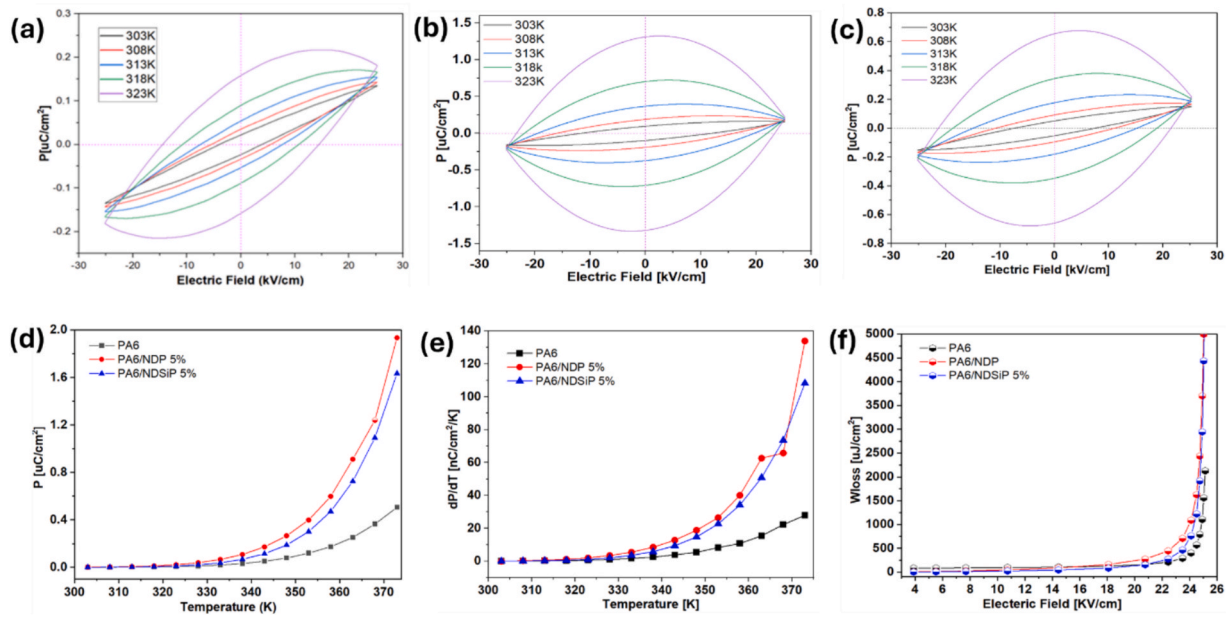 (a)
303K
308K
313K
318K
323K
0.3
0.2
0.1
0.0
-0.1
-0.2
P[uC/cm²]
-30 -20 -10 0 10 20 30
Electric Field (kV/cm)
(b)
303K
308K
313K
318k
323K
1.5
1.0
0.5
0.0
-0.5
-1.0
-1.5
P [uC/cm²]
-30 -20 -10 0 10 20 30
Electric Field [kV/cm]
(c)
303K
308K
313K
318K
323K
0.8
0.6
0.4
0.2
0.0
-0.2
-0.4
-0.6
-0.8
P [uC/cm²]
-30 -20 -10 0 10 20 30
Electric Field [kV/cm]
(d)
PA6
PA6/NDP 5%
PA6/NDSiP 5%
2.0
1.6
1.2
0.8
0.4
0.0
P [uC/cm²]
300 310 320 330 340 350 360 370
Temperature (K)
(e)
PA6
PA6/NDP 5%
PA6/NDSiP 5%
140
120
100
80
60
40
20
0
dP/dT [nC/cm²/K]
300 310 320 330 340 350 360 370
Temperature [K]
(f)
PA6
PA6/NDP
PA6/NDSiP 5%
5000
4500
4000
3500
3000
2500
2000
1500
1000
500
0
Wloss [uJ/cm²]
4 6 8 10 12 14 16 18 20 22 24 26
Electeric Field [KV/cm]